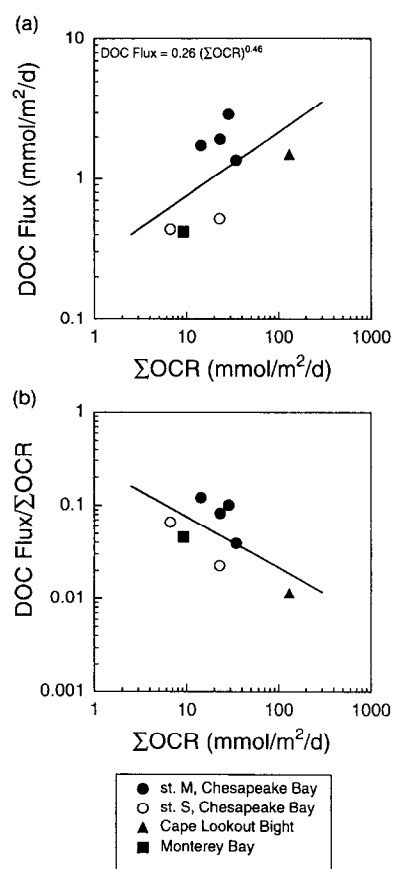 (a)
DOC Flux = 0.26 (ΣOCR)^0.46
DOC Flux (mmol/m²/d)
10
1
0.1
1 10 100 1000
ΣOCR (mmol/m²/d)
(b)
DOC Flux/ΣOCR
1
0.1
0.01
0.001
1 10 100 1000
ΣOCR (mmol/m²/d)
st. M, Chesapeake Bay
st. S, Chesapeake Bay
Cape Lookout Bight
Monterey Bay